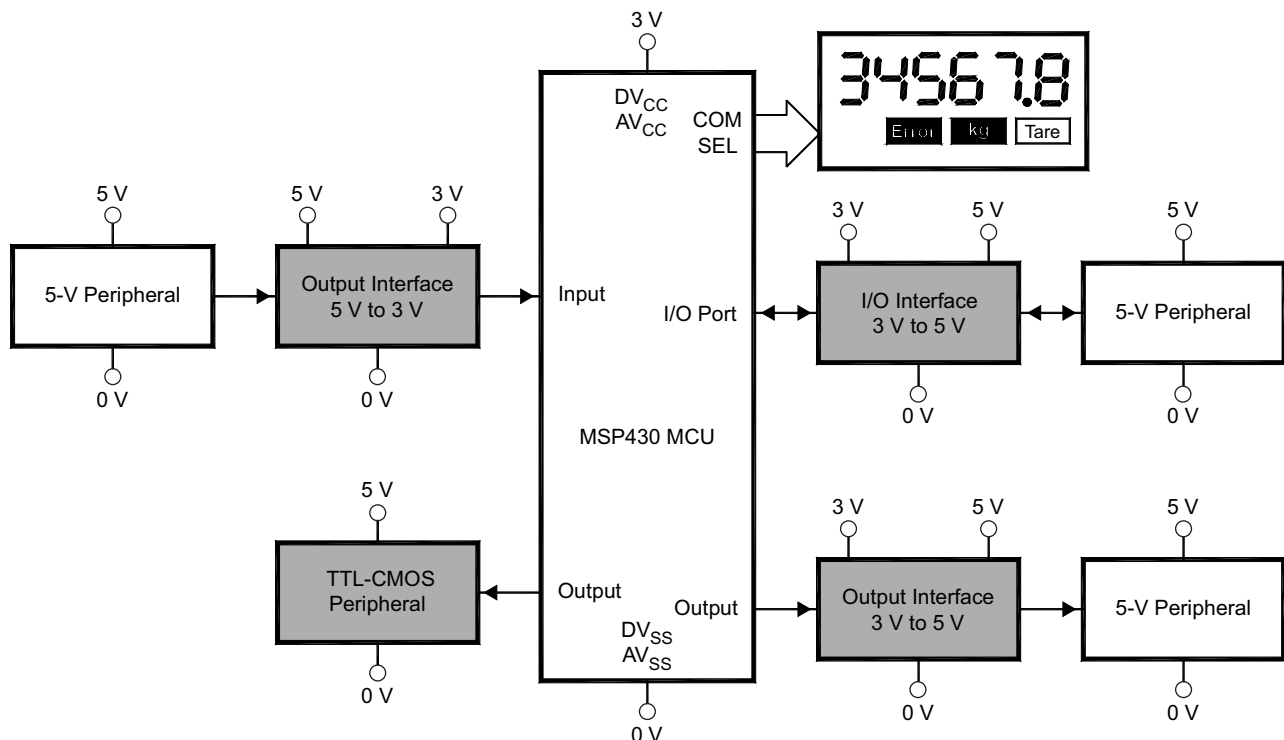 3 V
34567.8
DVCC
AVCC
COM
SEL
Error
kg
Tare
5 V
5 V
3 V
3 V
5 V
5 V
5-V Peripheral
Output Interface
5 V to 3 V
Input
I/O Port
I/O Interface
3 V to 5 V
5-V Peripheral
0 V
0 V
0 V
0 V
MSP430 MCU
5 V
3 V
5 V
5 V
TTL-CMOS
Peripheral
Output
Output
Output Interface
3 V to 5 V
5-V Peripheral
DVSS
AVSS
0 V
0 V
0 V
0 V